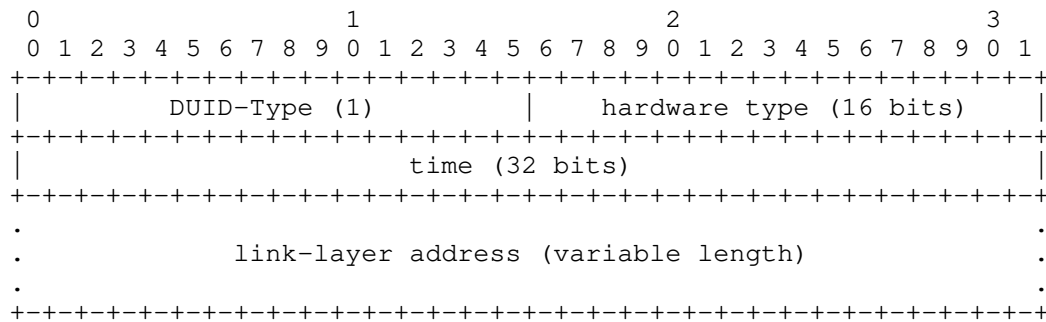 0                   1                   2                   3
 0 1 2 3 4 5 6 7 8 9 0 1 2 3 4 5 6 7 8 9 0 1 2 3 4 5 6 7 8 9 0 1
+-+-+-+-+-+-+-+-+-+-+-+-+-+-+-+-+-+-+-+-+-+-+-+-+-+-+-+-+-+-+-+-+
|         DUID-Type (1)         |    hardware type (16 bits)    |
+-+-+-+-+-+-+-+-+-+-+-+-+-+-+-+-+-+-+-+-+-+-+-+-+-+-+-+-+-+-+-+-+
|                        time (32 bits)                         |
+-+-+-+-+-+-+-+-+-+-+-+-+-+-+-+-+-+-+-+-+-+-+-+-+-+-+-+-+-+-+-+-+
.                                                               .
.             link-layer address (variable length)              .
.                                                               .
+-+-+-+-+-+-+-+-+-+-+-+-+-+-+-+-+-+-+-+-+-+-+-+-+-+-+-+-+-+-+-+-+